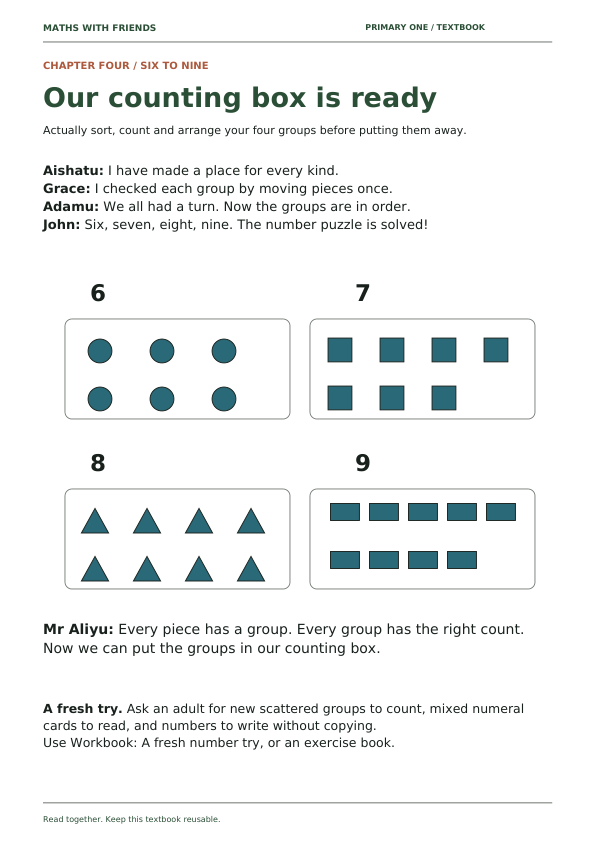 MATHS WITH FRIENDS
PRIMARY ONE / TEXTBOOK
CHAPTER FOUR / SIX TO NINE
Our counting box is ready
Actually sort, count and arrange your four groups before putting them away.
Aishatu: I have made a place for every kind.
Grace: I checked each group by moving pieces once.
Adamu: We all had a turn. Now the groups are in order.
John: Six, seven, eight, nine. The number puzzle is solved!
6
7
8
9
Mr Aliyu: Every piece has a group. Every group has the right count.
Now we can put the groups in our counting box.
A fresh try. Ask an adult for new scattered groups to count, mixed numeral
cards to read, and numbers to write without copying.
Use Workbook: A fresh number try, or an exercise book.
Read together. Keep this textbook reusable.